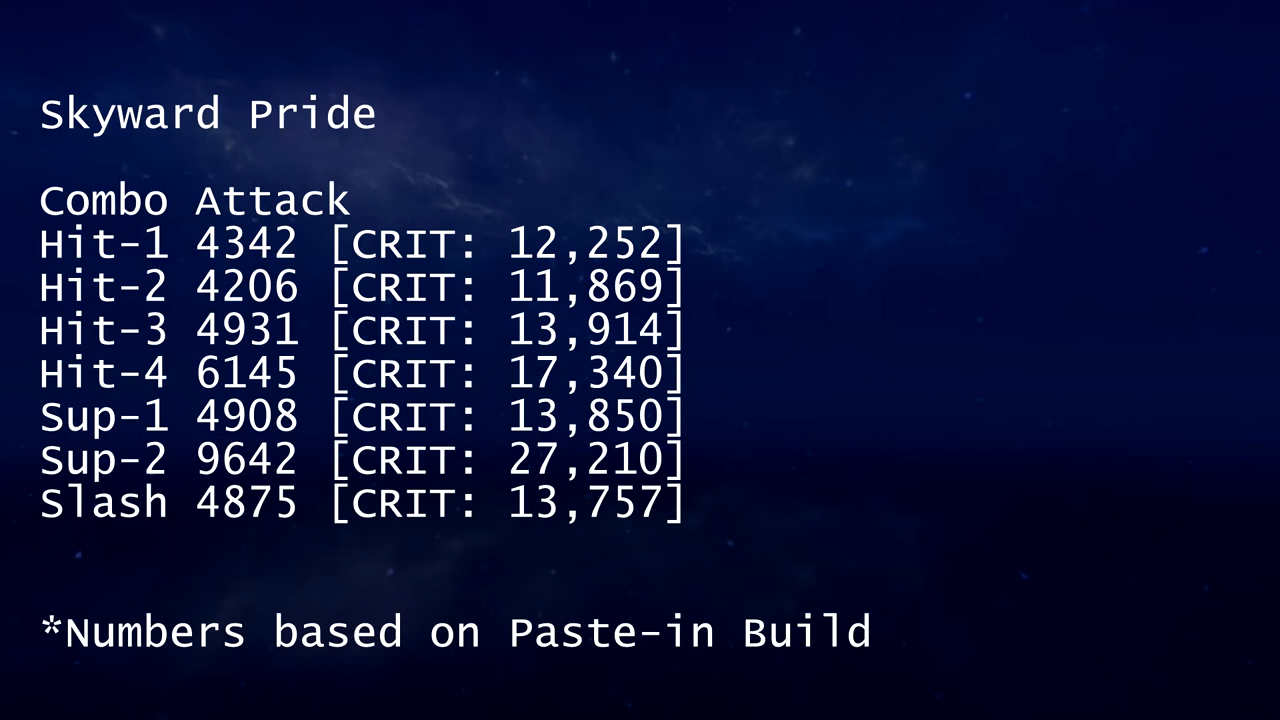 Skyward Pride
Combo Attack
Hit-1 4342 [CRIT: 12,252]
Hit-2 4206 [CRIT: 11,869]
Hit-3 4931 [CRIT: 13,914]
Hit-4 6145 [CRIT: 17,340]
Sup-1 4908 [CRIT: 13,850]
Sup-2 9642 [CRIT: 27,210]
Slash 4875 [CRIT: 13,757]
*Numbers based on Paste-in Build